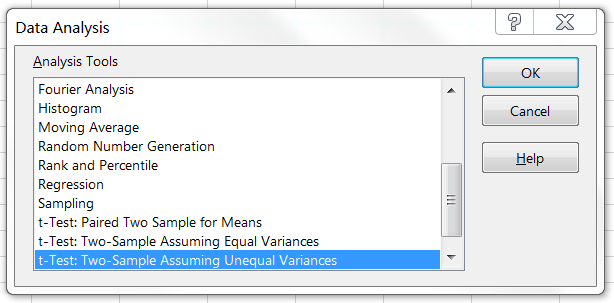 Data Analysis
?
Analysis Tools
Fourier Analysis
Histogram
Moving Average
Random Number Generation
Rank and Percentile
Regression
Sampling
t-Test: Paired Two Sample for Means
t-Test: Two-Sample Assuming Equal Variances
t-Test: Two-Sample Assuming Unequal Variances
OK
Cancel
Help